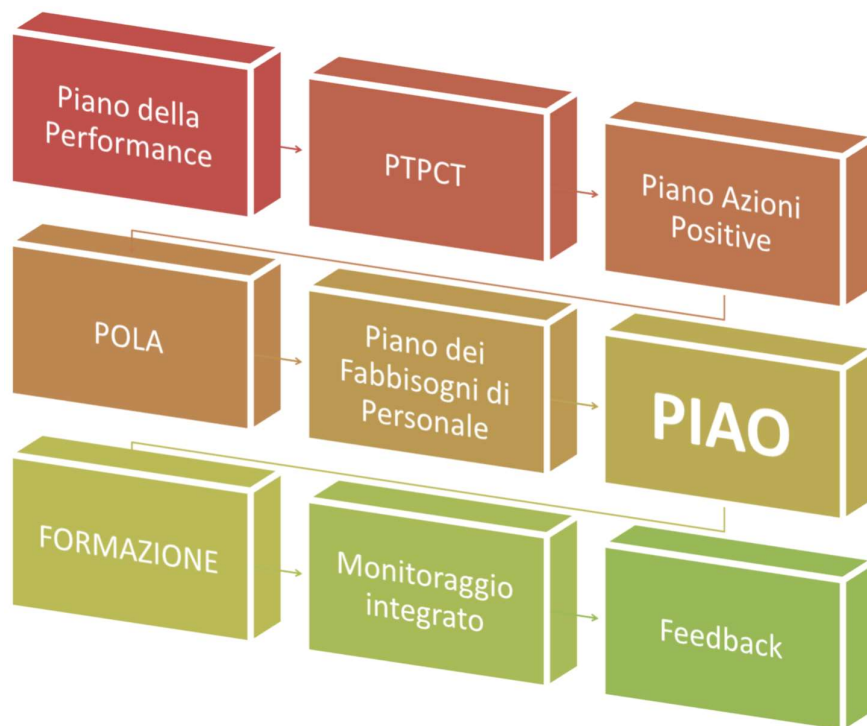 Piano della
Performance
PTPCT
Piano Azioni
Positive
POLA
Piano dei
Fabbisogni di
Personale
PIAO
FORMAZIONE
Monitoraggio
integrato
Feedback